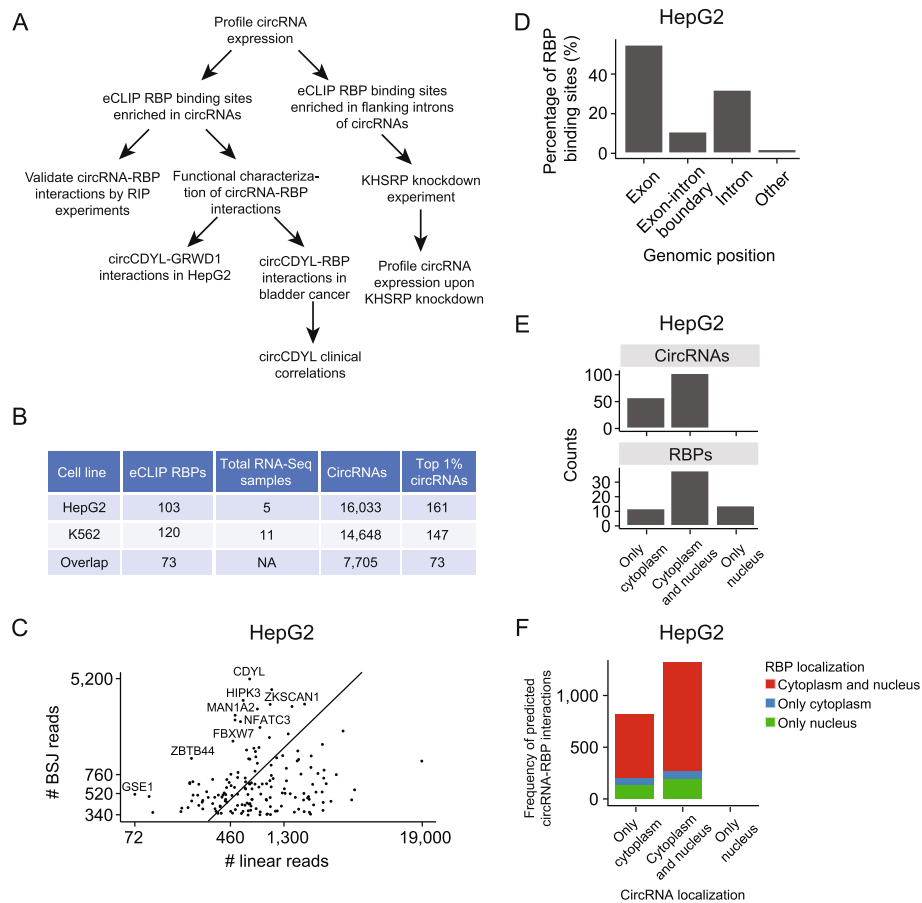 A
Profile circRNA
expression
eCLIP RBP binding sites
enriched in circRNAs
eCLIP RBP binding sites
enriched in flanking introns
of circRNAs
Validate circRNA-RBP
interactions by RIP
experiments
Functional characteriza-
tion of circRNA-RBP
interactions
KHSRP knockdown
experiment
circCDYL-GRWD1
interactions in HepG2
circCDYL-RBP
interactions in
bladder cancer
Profile circRNA
expression upon
KHSRP knockdown
circCDYL clinical
correlations
B
Cell line eCLIP RBPs Total RNA-Seq samples CircRNAs Top 1% circRNAs
HepG2 103 5 16,033 161
K562 120 11 14,648 147
Overlap 73 NA 7,705 73
C
HepG2
# BSJ reads
5,200
760
520
340
CDYL
HIPK3
ZKSCAN1
MAN1A2
NFATC3
FBXW7
ZBTB44
GSE1
72 460 1,300 19,000
# linear reads
D
HepG2
Percentage of RBP
binding sites (%)
40
20
0
Exon
Exon-intron
boundary
Intron
Other
Genomic position
E
HepG2
CircRNAs
100
50
0
Counts
RBPs
30
20
10
0
Only
cytoplasm
Cytoplasm
and nucleus
Only
nucleus
F
HepG2
Frequency of predicted
circRNA-RBP interactions
1,000
500
0
RBP localization
Cytoplasm and nucleus
Only cytoplasm
Only nucleus
Only
cytoplasm
Cytoplasm
and nucleus
Only
nucleus
CircRNA localization